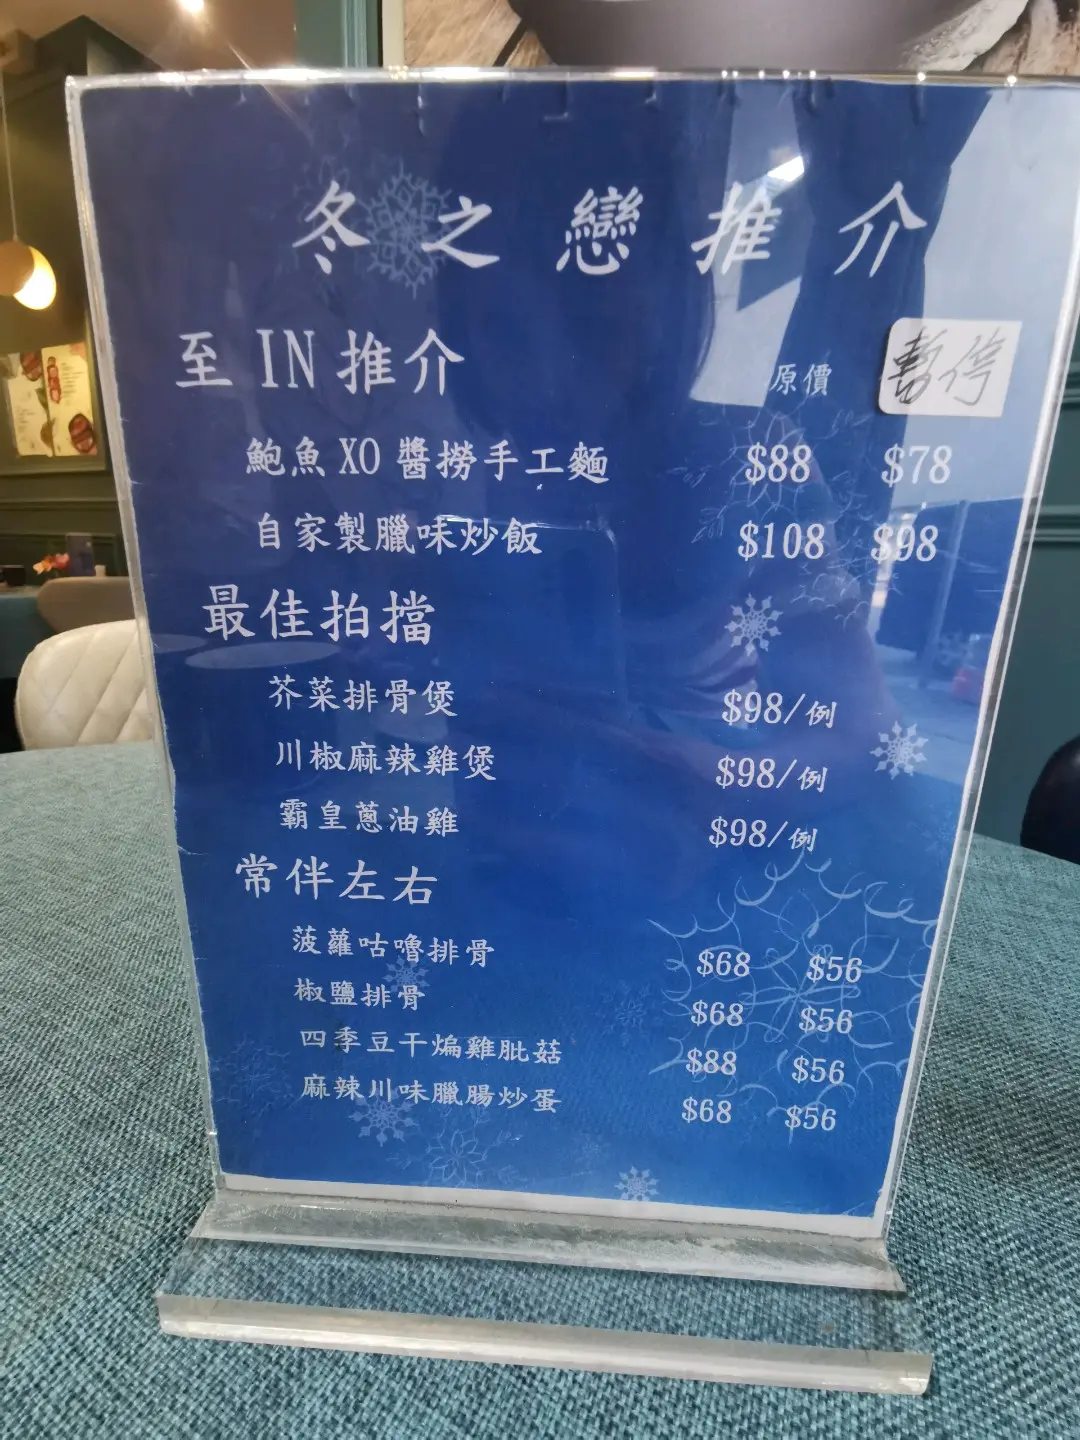 冬之戀推介
至IN推介 原價 暫停
鮑魚XO醬撈手工麵 $88 $78
自家製臘味炒飯 $108 $98
最佳拍擋
芥菜排骨煲 $98/例
川椒麻辣雞煲 $98/例
霸皇蔥油雞 $98/例
常伴左右
菠蘿咕嚕排骨 $68 $56
椒鹽排骨 $68 $56
四季豆干煸雞肶菇 $88 $56
麻辣川味臘腸炒蛋 $68 $56